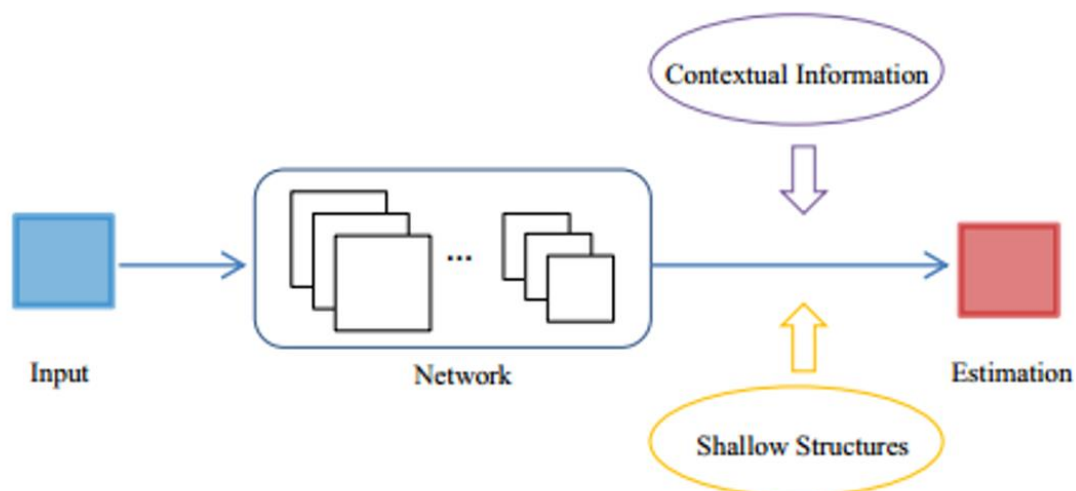 Contextual Information
...
Input
Network
Estimation
Shallow Structures